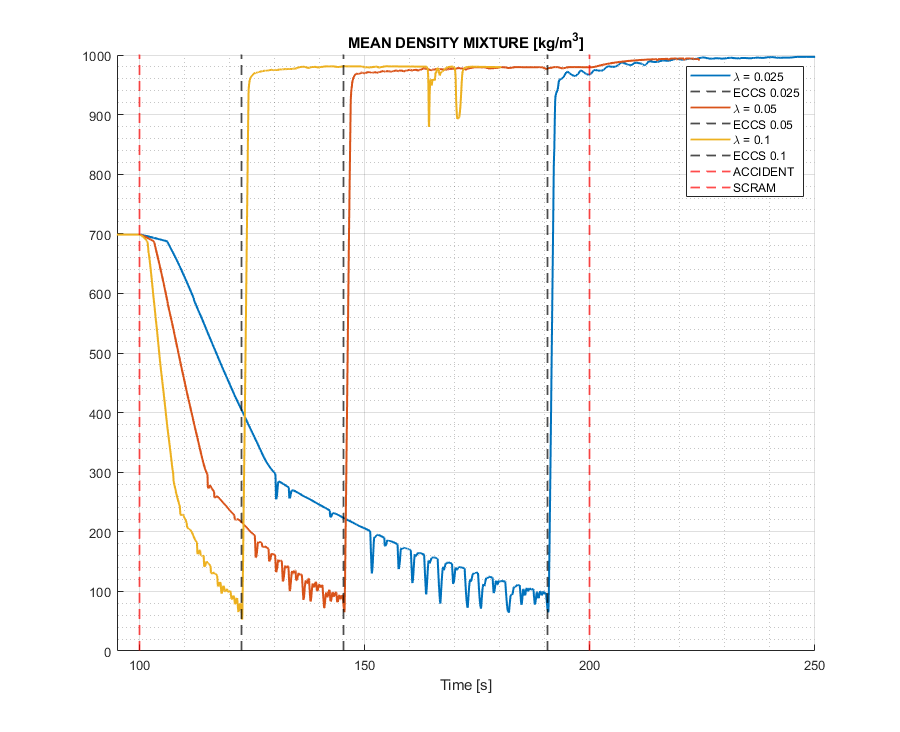 MEAN DENSITY MIXTURE [kg/m³]
1000
900
800
700
600
500
400
300
200
100
0
λ = 0.025
ECCS 0.025
λ = 0.05
ECCS 0.05
λ = 0.1
ECCS 0.1
ACCIDENT
SCRAM
100
150
200
250
Time [s]